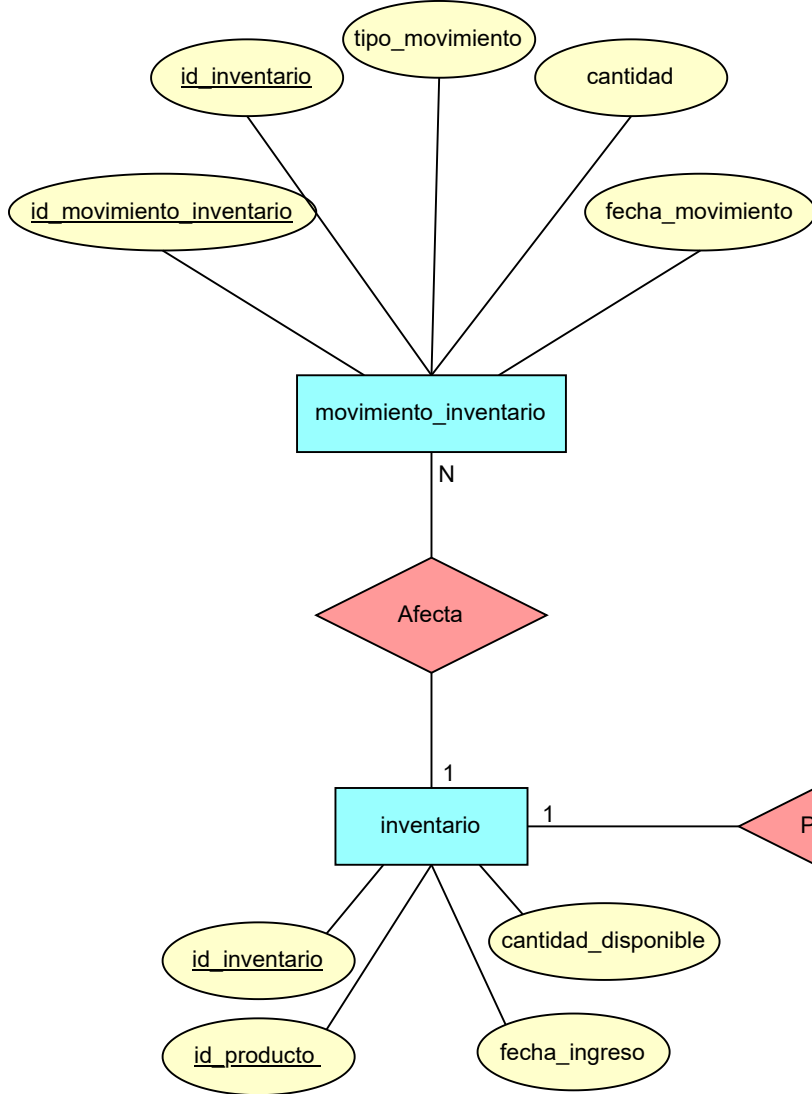 tipo_movimiento
id_inventario
cantidad
id_movimiento_inventario
fecha_movimiento
movimiento_inventario
N
Afecta
1
inventario
1
P
cantidad_disponible
id_inventario
fecha_ingreso
id_producto